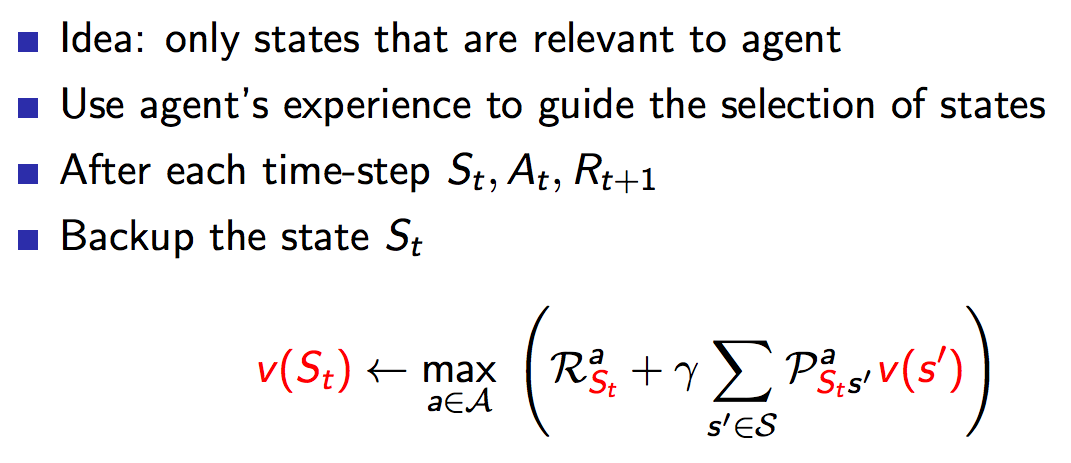 Idea: only states that are relevant to agent
Use agent's experience to guide the selection of states
After each time-step $S_t, A_t, R_{t+1}$
Backup the state $S_t$
$v(S_t) \leftarrow \max_{a \in \mathcal{A}} \left( \mathcal{R}^a_{S_t} + \gamma \sum_{s' \in \mathcal{S}} \mathcal{P}^a_{S_t s'} v(s') \right)$